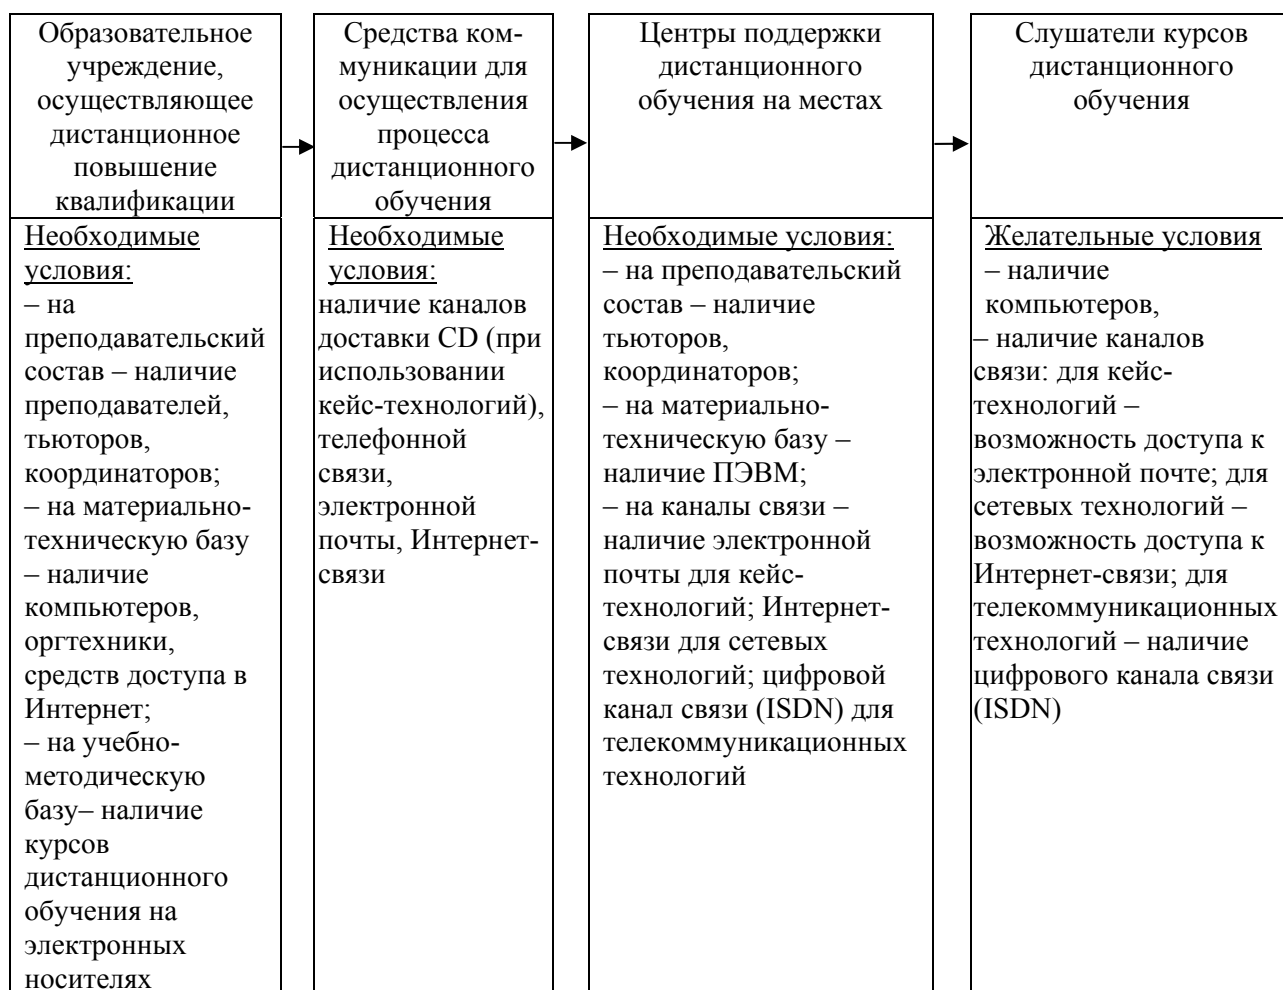 Образовательное
учреждение,
осуществляющее
дистанционное
повышение
квалификации
Необходимые
условия:
– на
преподавательский
состав – наличие
преподавателей,
тьюторов,
координаторов;
– на материально-
техническую базу
– наличие
компьютеров,
оргтехники,
средств доступа в
Интернет;
– на учебно-
методическую
базу– наличие
курсов
дистанционного
обучения на
электронных
носителях
Средства ком-
муникации для
осуществления
процесса
дистанционного
обучения
Необходимые
условия:
наличие каналов
доставки CD (при
использовании
кейс-технологий),
телефонной
связи,
электронной
почты, Интернет-
связи
Центры поддержки
дистанционного
обучения на местах
Необходимые условия:
– на преподавательский
состав – наличие
тьюторов,
координаторов;
– на материально-
техническую базу –
наличие ПЭВМ;
– на каналы связи –
наличие электронной
почты для кейс-
технологий; Интернет-
связи для сетевых
технологий; цифровой
канал связи (ISDN) для
телекоммуникационных
технологий
Слушатели курсов
дистанционного
обучения
Желательные условия
– наличие
компьютеров,
– наличие каналов
связи: для кейс-
технологий –
возможность доступа к
электронной почте; для
сетевых технологий –
возможность доступа к
Интернет-связи; для
телекоммуникационных
технологий – наличие
цифрового канала связи
(ISDN)